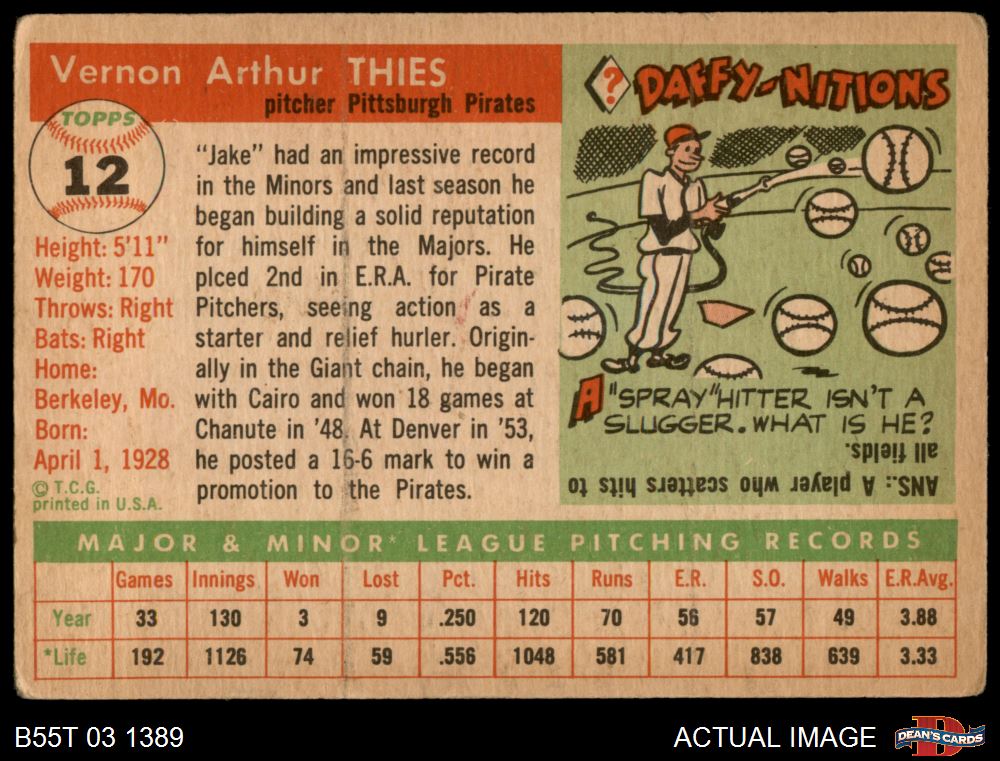 Vernon Arthur THIES
pitcher Pittsburgh Pirates
TOPPS
12
Height: 5'11"
Weight: 170
Throws: Right
Bats: Right
Home:
Berkeley, Mo.
Born:
April 1, 1928
© T.C.G.
printed in U.S.A.
"Jake" had an impressive record
in the Minors and last season he
began building a solid reputation
for himself in the Majors. He
plced 2nd in E.R.A. for Pirate
Pitchers, seeing action as a
starter and relief hurler. Origin-
ally in the Giant chain, he began
with Cairo and won 18 games at
Chanute in '48. At Denver in '53,
he posted a 16-6 mark to win a
promotion to the Pirates.
? DAFFY-NITIONS
A "SPRAY" HITTER ISN'T A
SLUGGER. WHAT IS HE?
ANS.: A player who scatters hits to
all fields.
MAJOR & MINOR* LEAGUE PITCHING RECORDS
Games Innings Won Lost Pct. Hits Runs E.R. S.O. Walks E.R.Avg.
Year 33 130 3 9 .250 120 70 56 57 49 3.88
*Life 192 1126 74 59 .556 1048 581 417 838 639 3.33
B55T 03 1389
ACTUAL IMAGE
D
DEAN'S CARDS